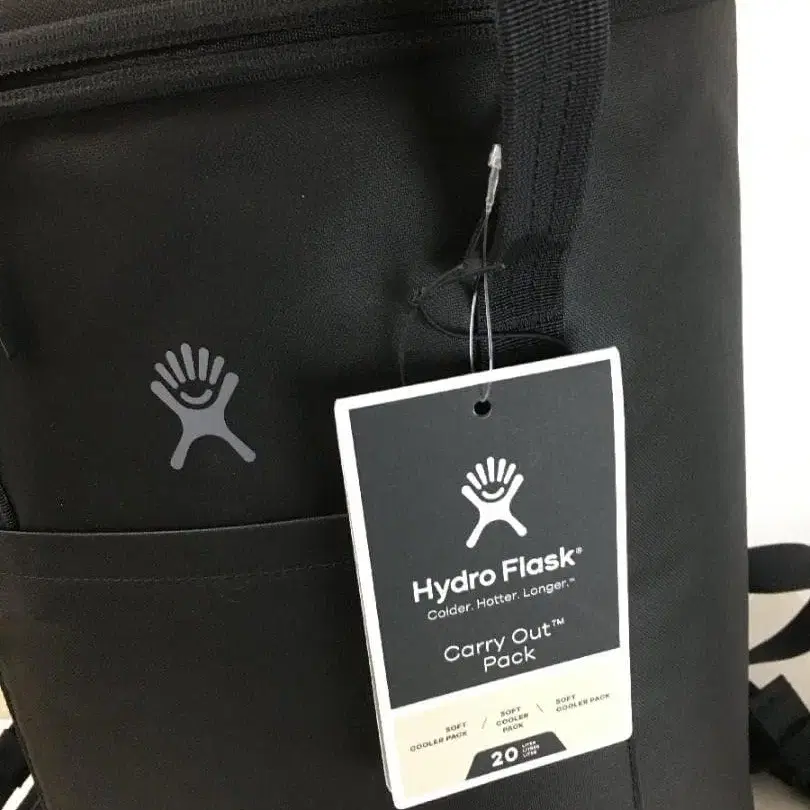 Hydro Flask®
Colder. Hotter. Longer.™
Carry Out™
Pack
SOFT
COOLER PACK
/
SOFT
COOLER
PACK
\
SOFT
COOLER PACK
20